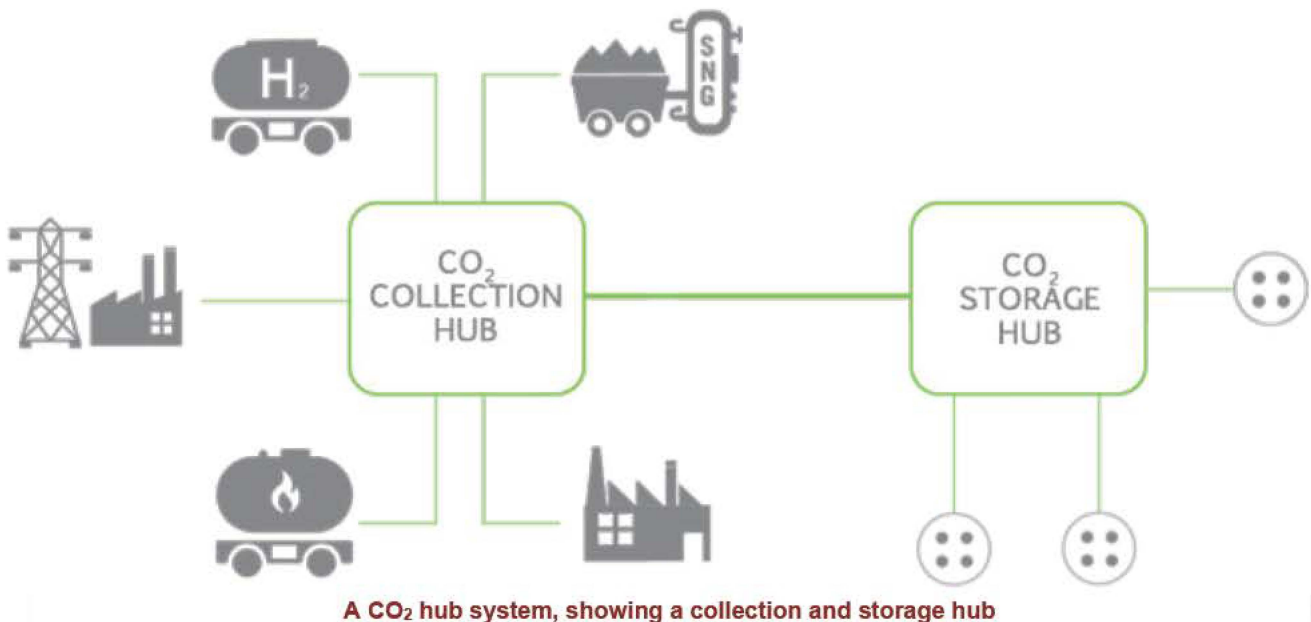 H₂
SNG
CO₂
COLLECTION
HUB
CO₂
STORAGE
HUB
A CO₂ hub system, showing a collection and storage hub